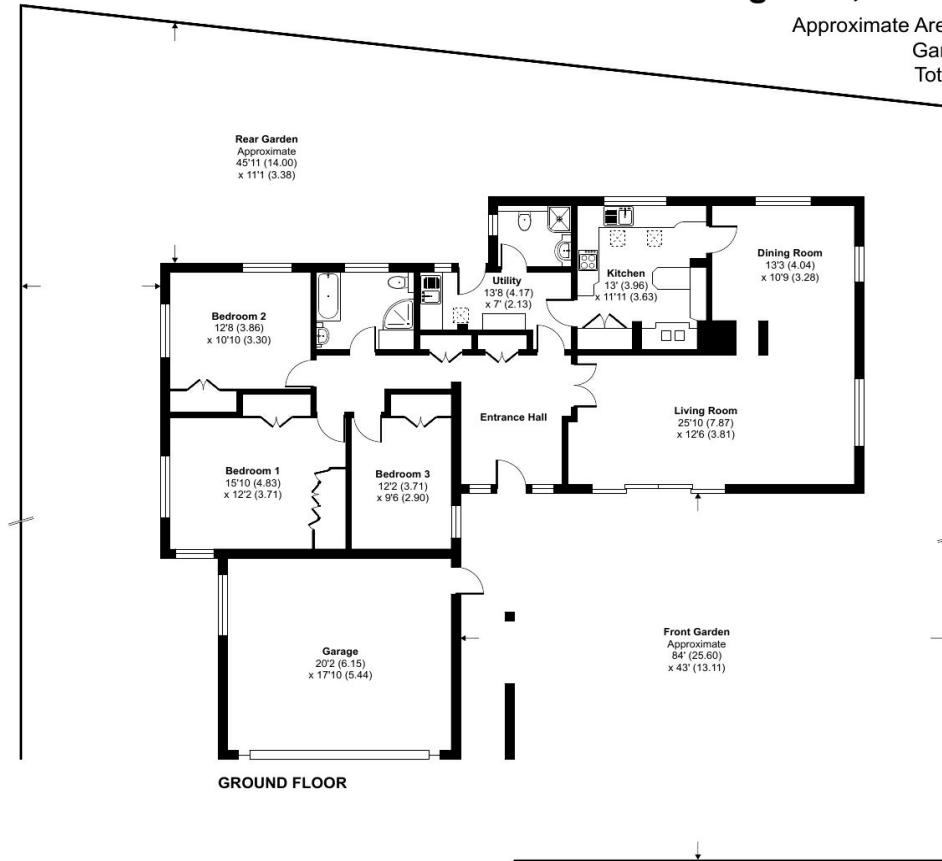 Approximate Are
Gar
Tot
Rear Garden
Approximate
45'11 (14.00)
x 11'1 (3.38)
Dining Room
13'3 (4.04)
x 10'9 (3.28)
Kitchen
13' (3.96)
x 11'11 (3.63)
Utility
13'8 (4.17)
x 7' (2.13)
Bedroom 2
12'8 (3.86)
x 10'10 (3.30)
Entrance Hall
Living Room
25'10 (7.87)
x 12'6 (3.81)
Bedroom 1
15'10 (4.83)
x 12'2 (3.71)
Bedroom 3
12'2 (3.71)
x 9'6 (2.90)
Garage
20'2 (6.15)
x 17'10 (5.44)
Front Garden
Approximate
84' (25.60)
x 43' (13.11)
GROUND FLOOR